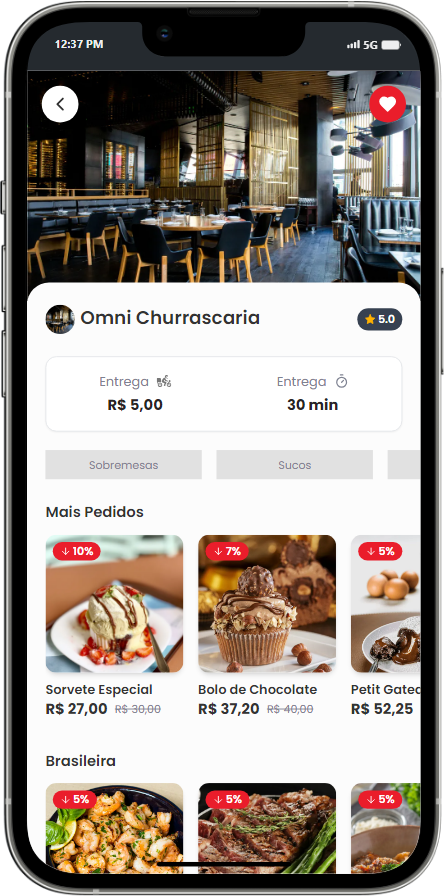 12:37 PM 5G
Omni Churrascaria 5.0
Entrega Entrega
R$ 5,00 30 min
Sobremesas Sucos
Mais Pedidos
↓ 10% ↓ 7% ↓ 5%
Sorvete Especial Bolo de Chocolate Petit Gateo
R$ 27,00 R$ 30,00 R$ 37,20 R$ 40,00 R$ 52,25
Brasileira
↓ 5% ↓ 5% ↓ 5%